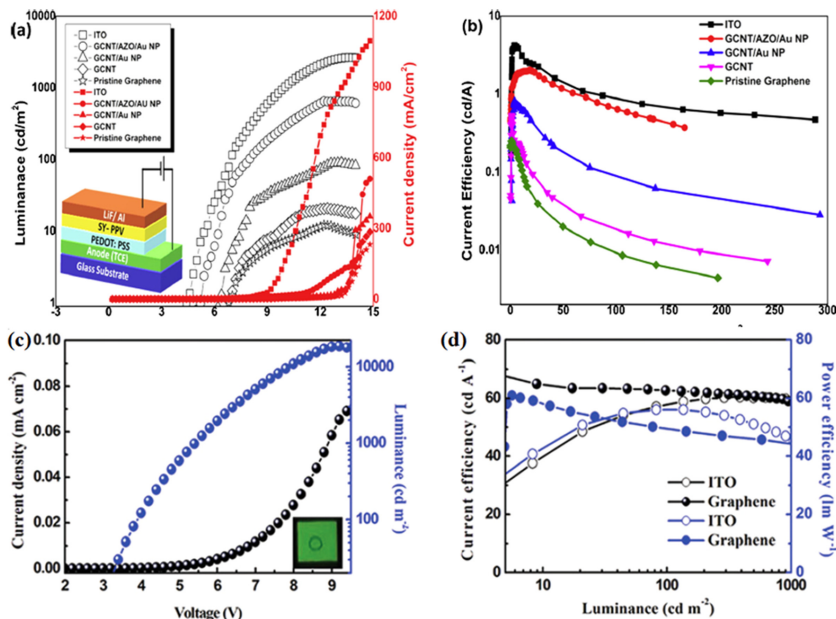 (a)
Luminanace (cd/m²)
10000
1000
100
10
1
ITO
GCNT/AZO/Au NP
GCNT/Au NP
GCNT
Pristine Graphene
ITO
GCNT/AZO/Au NP
GCNT/Au NP
GCNT
Pristine Graphene
LiF/ Al
SY- PPV
PEDOT: PSS
Anode (TCE)
Glass Substrate
0 3 6 9 12 15
1200
900
600
300
0
Current density (mA/cm²)
(b)
Current Efficiency (cd/A)
10
1
0.1
0.01
ITO
GCNT/AZO/Au NP
GCNT/Au NP
GCNT
Pristine Graphene
0 50 100 150 200 250 300
(c)
Current density (mA cm⁻²)
0.10
0.08
0.06
0.04
0.02
0.00
2 3 4 5 6 7 8 9
Voltage (V)
10000
1000
100
Luminance (cd m⁻²)
(d)
Current efficiency (cd A⁻¹)
80
60
40
20
0
ITO
Graphene
ITO
Graphene
10 100 1000
Luminance (cd m⁻²)
80
60
40
20
0
Power efficiency (lm W⁻¹)